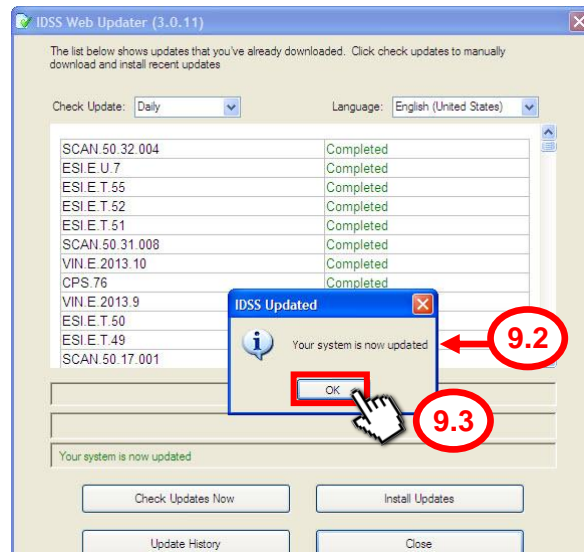 IDSS Web Updater (3.0.11)
The list below shows updates that you've already downloaded. Click check updates to manually
download and install recent updates
Check Update: Daily Language: English (United States)
SCAN.50.32.004 Completed
ESI.E.U.7 Completed
ESI.E.T.55 Completed
ESI.E.T.52 Completed
ESI.E.T.51 Completed
SCAN.50.31.008 Completed
VIN.E.2013.10 Completed
CPS.76 Completed
VIN.E.2013.9
ESI.E.T.50
ESI.E.T.49
SCAN.50.17.001
IDSS Updated
Your system is now updated
OK
9.2
9.3
Your system is now updated
Check Updates Now Install Updates
Update History Close